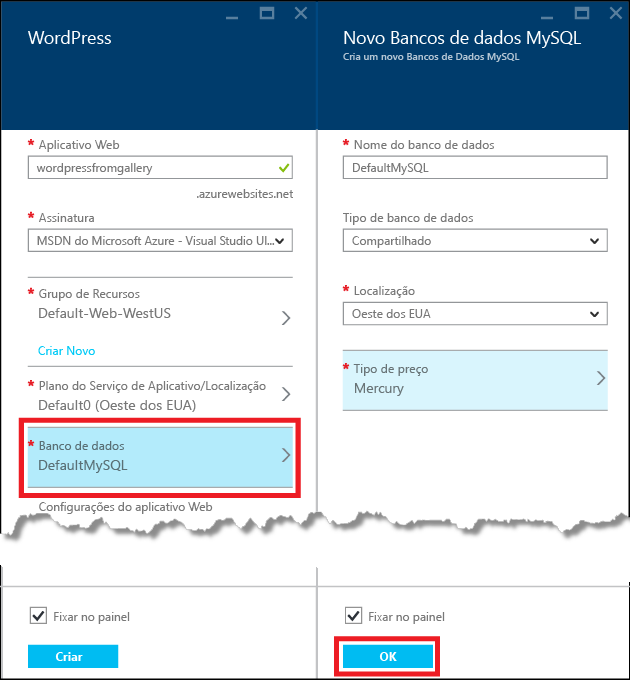 WordPress
* Aplicativo Web
wordpressfromgallery
.azurewebsites.net
* Assinatura
MSDN do Microsoft Azure - Visual Studio Ul...
* Grupo de Recursos
Default-Web-WestUS
Criar Novo
* Plano do Serviço de Aplicativo/Localização
Default0 (Oeste dos EUA)
* Banco de dados
DefaultMySQL
Configurações do aplicativo Web
Fixar no painel
Criar
Novo Bancos de dados MySQL
Cria um novo Bancos de Dados MySQL
* Nome do banco de dados
DefaultMySQL
Tipo de banco de dados
Compartilhado
* Localização
Oeste dos EUA
* Tipo de preço
Mercury
Fixar no painel
OK